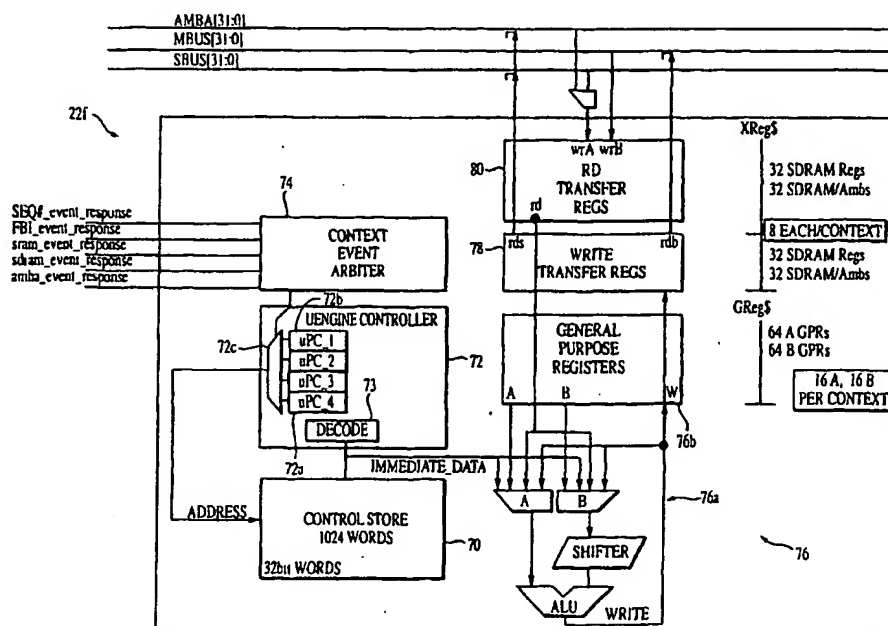 AMBA[31:0]
MBUS[31:0]
SBUS[31:0]
22f
XReg$
wrA wrB
80
RD
TRANSFER
REGS
32 SDRAM Regs
32 SDRAM/Ambs
rd
74
SEQ#_event_response
FBI_event_response
sram_event_response
sdram_event_response
amba_event_response
CONTEXT
EVENT
ARBITER
78
rds
rdb
WRITE
TRANSFER REGS
8 EACH/CONTEXT
32 SDRAM Regs
32 SDRAM/Ambs
GReg$
72b
UENGINE CONTROLLER
72c
uPC_1
uPC_2
uPC_3
uPC_4
72
73
DECODE
72a
GENERAL
PURPOSE
REGISTERS
A
B
W
64 A GPRs
64 B GPRs
16 A, 16 B
PER CONTEXT
76b
IMMEDIATE_DATA
A
B
76a
ADDRESS
CONTROL STORE
1024 WORDS
32bit WORDS
70
SHIFTER
76
ALU
WRITE